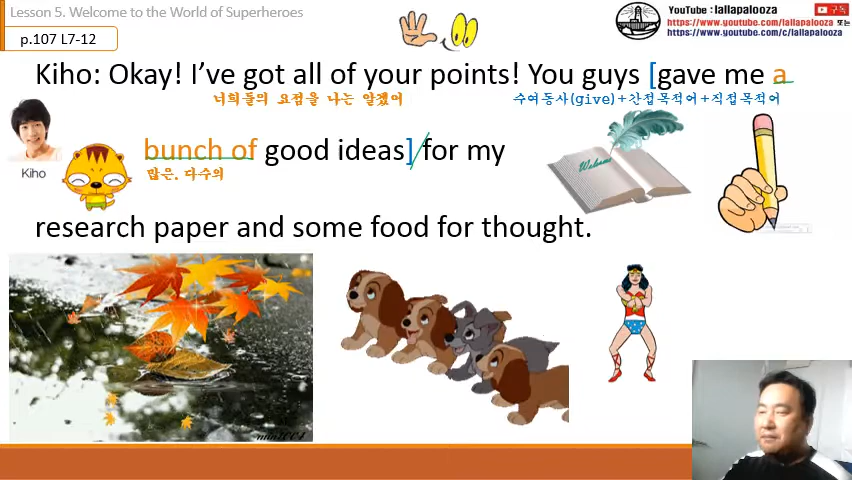 Lesson 5. Welcome to the World of Superheroes
p.107 L7-12
YouTube : lallapalooza 구독
https://www.youtube.com/lallapalooza 또는
https://www.youtube.com/c/lallapalooza
Kiho: Okay! I've got all of your points! You guys [gave me a
너희들의 요점을 나는 알겠어
수여동사(give)+간접목적어+직접목적어
bunch of good ideas] / for my
많은, 다수의
Kiho
Welcome
research paper and some food for thought.